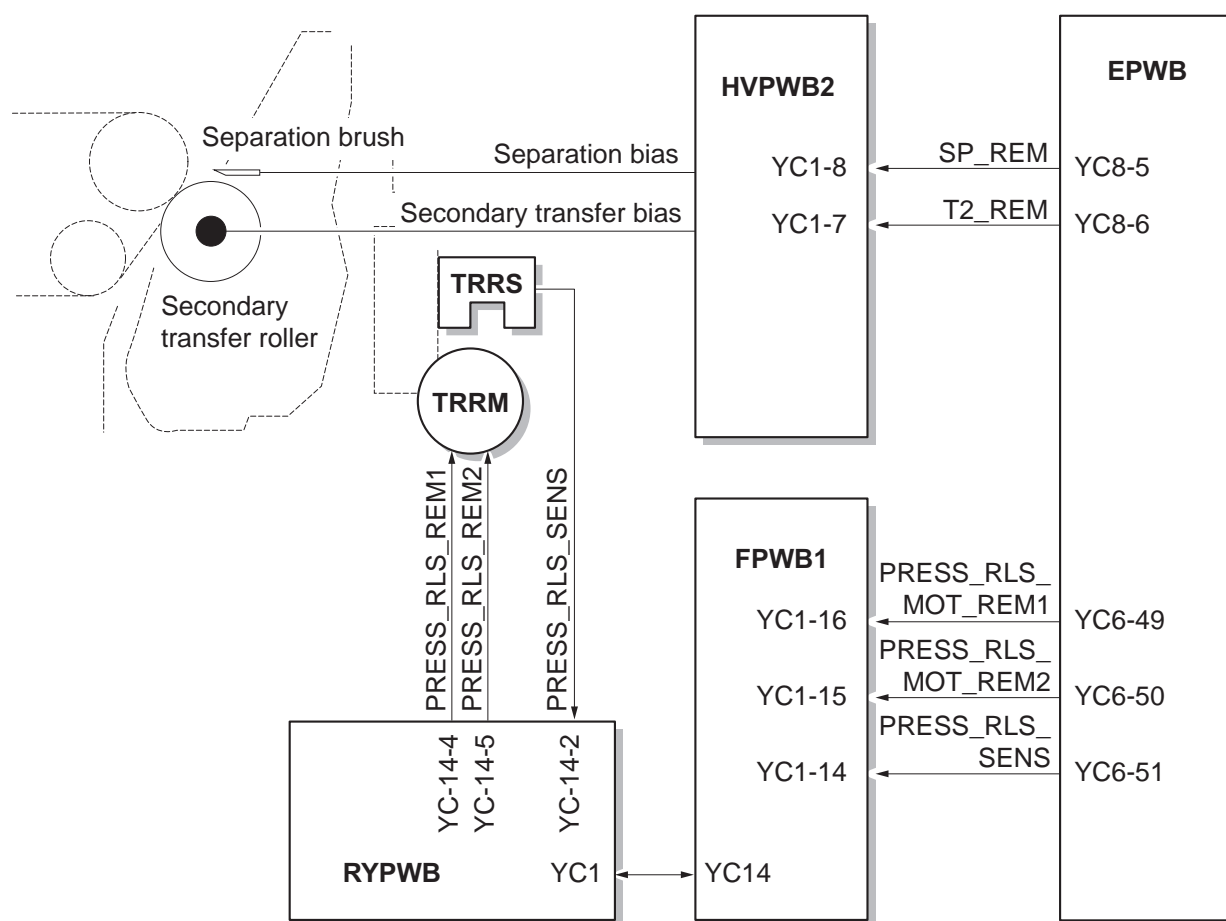 HVPWB2
EPWB
Separation brush
Separation bias
YC1-8
SP_REM
YC8-5
Secondary transfer bias
YC1-7
T2_REM
YC8-6
TRRS
Secondary
transfer roller
TRRM
PRESS_RLS_REM1
PRESS_RLS_REM2
PRESS_RLS_SENS
FPWB1
PRESS_RLS_
MOT_REM1
YC1-16
YC6-49
PRESS_RLS_
MOT_REM2
YC1-15
YC6-50
PRESS_RLS_
SENS
YC1-14
YC6-51
YC-14-4
YC-14-5
YC-14-2
RYPWB
YC1
YC14